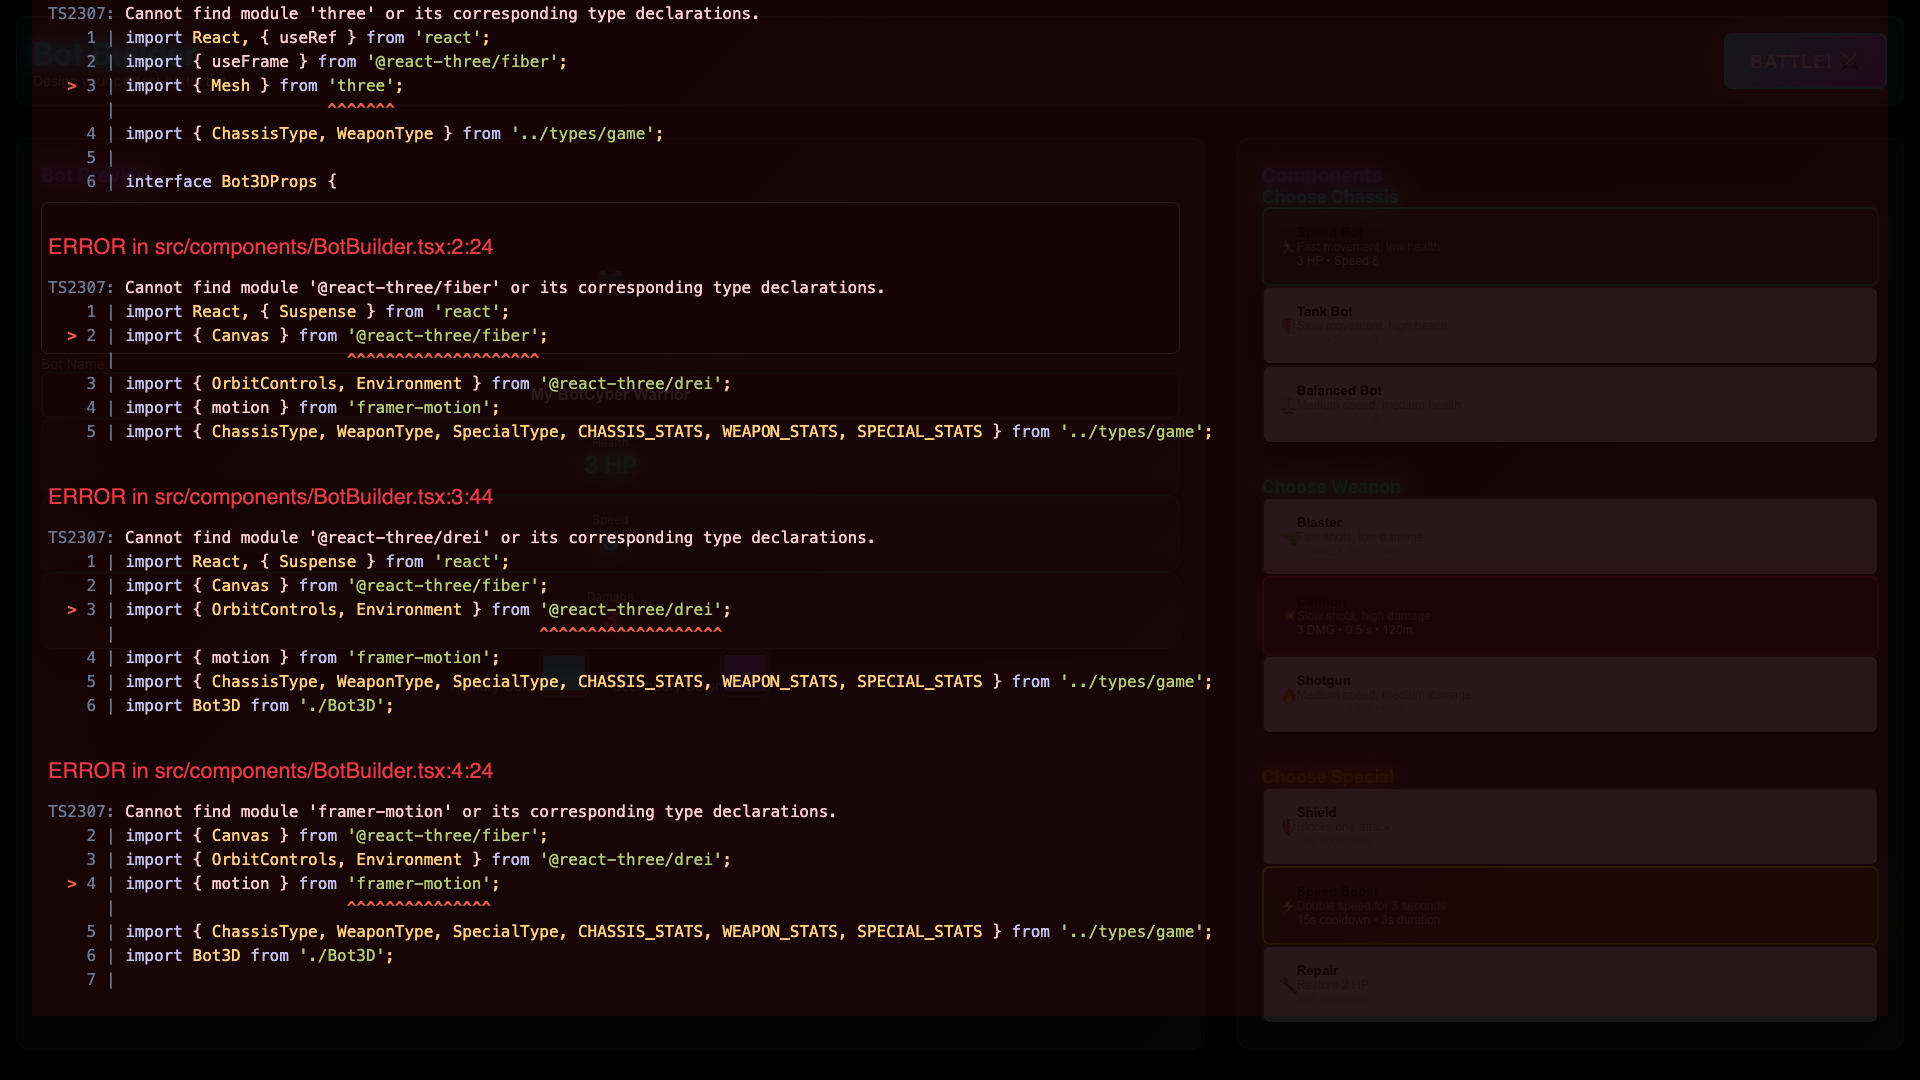 TS2307: Cannot find module 'three' or its corresponding type declarations.
1 | import React, { useRef } from 'react';
2 | import { useFrame } from '@react-three/fiber';
> 3 | import { Mesh } from 'three';
| ^^^^^^^
4 | import { ChassisType, WeaponType } from '../types/game';
5 |
6 | interface Bot3DProps {
ERROR in src/components/BotBuilder.tsx:2:24
TS2307: Cannot find module '@react-three/fiber' or its corresponding type declarations.
1 | import React, { Suspense } from 'react';
> 2 | import { Canvas } from '@react-three/fiber';
| ^^^^^^^^^^^^^^^^^^^^
3 | import { OrbitControls, Environment } from '@react-three/drei';
4 | import { motion } from 'framer-motion';
5 | import { ChassisType, WeaponType, SpecialType, CHASSIS_STATS, WEAPON_STATS, SPECIAL_STATS } from '../types/game';
ERROR in src/components/BotBuilder.tsx:3:44
TS2307: Cannot find module '@react-three/drei' or its corresponding type declarations.
1 | import React, { Suspense } from 'react';
2 | import { Canvas } from '@react-three/fiber';
> 3 | import { OrbitControls, Environment } from '@react-three/drei';
| ^^^^^^^^^^^^^^^^^^^
4 | import { motion } from 'framer-motion';
5 | import { ChassisType, WeaponType, SpecialType, CHASSIS_STATS, WEAPON_STATS, SPECIAL_STATS } from '../types/game';
6 | import Bot3D from './Bot3D';
ERROR in src/components/BotBuilder.tsx:4:24
TS2307: Cannot find module 'framer-motion' or its corresponding type declarations.
2 | import { Canvas } from '@react-three/fiber';
3 | import { OrbitControls, Environment } from '@react-three/drei';
> 4 | import { motion } from 'framer-motion';
| ^^^^^^^^^^^^^^^
5 | import { ChassisType, WeaponType, SpecialType, CHASSIS_STATS, WEAPON_STATS, SPECIAL_STATS } from '../types/game';
6 | import Bot3D from './Bot3D';
7 |
Bot Builder
BATTLE!
Bot Name
My BotCyber Warrior
3 HP
Speed
Damage
Components
Choose Chassis
Speed Bot
Fast movement, low health
3 HP • Speed 8
Tank Bot
Slow movement, high health
Balanced Bot
Medium speed, medium health
Choose Weapon
Blaster
Fast shots, low damage
Cannon
Slow shots, high damage
3 DMG • 0.5/s • 120m
Shotgun
Medium speed, medium damage
Choose Special
Shield
Blocks one attack
Speed Boost
Double speed for 3 seconds
15s cooldown • 3s duration
Repair
Restore 2 HP